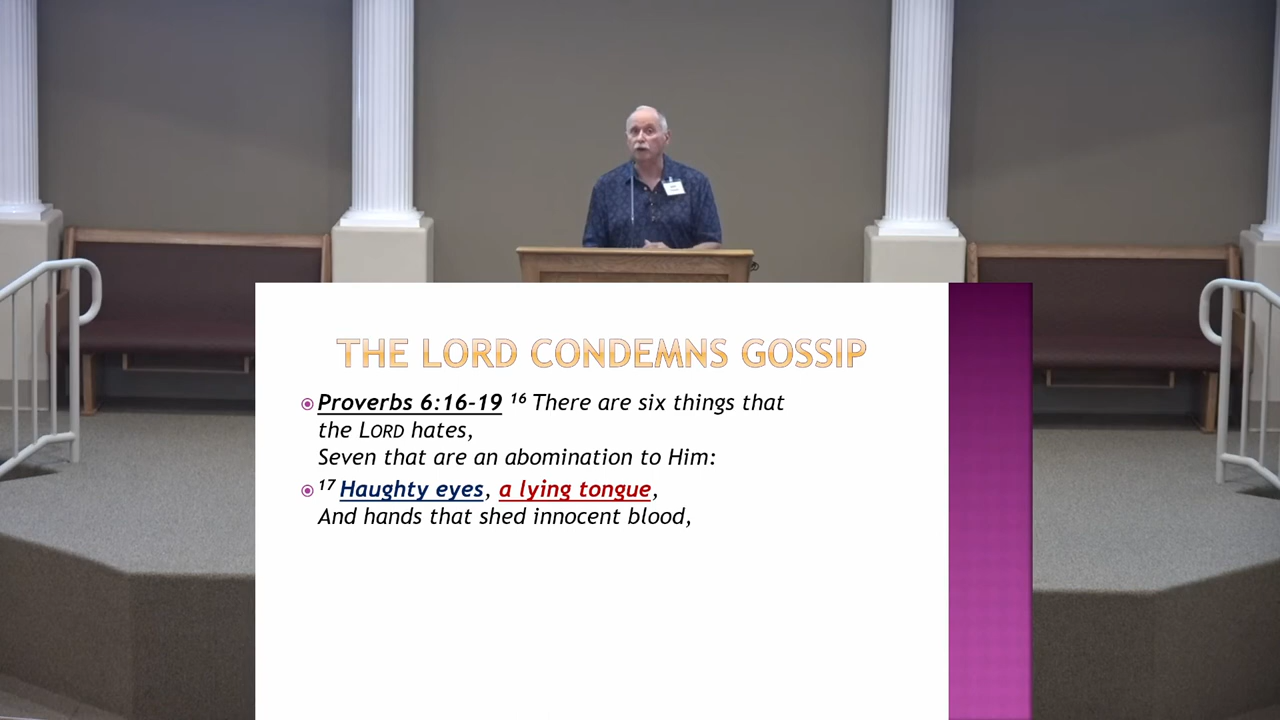 THE LORD CONDEMNS GOSSIP
Proverbs 6:16-19 16 There are six things that
the LORD hates,
Seven that are an abomination to Him:
17 Haughty eyes, a lying tongue,
And hands that shed innocent blood,